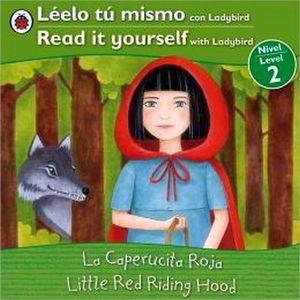 Léelo tú mismo con Ladybird
Read it yourself with Ladybird
Nivel
Level
2
La Caperucita Roja
Little Red Riding Hood